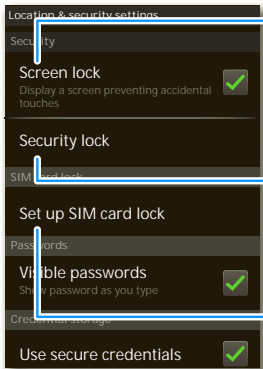 Location & security settings
Security
Screen lock
Display a screen preventing accidental
touches
Security lock
SIM card lock
Set up SIM card lock
Passwords
Visible passwords
Show password as you type
Credential storage
Use secure credentials